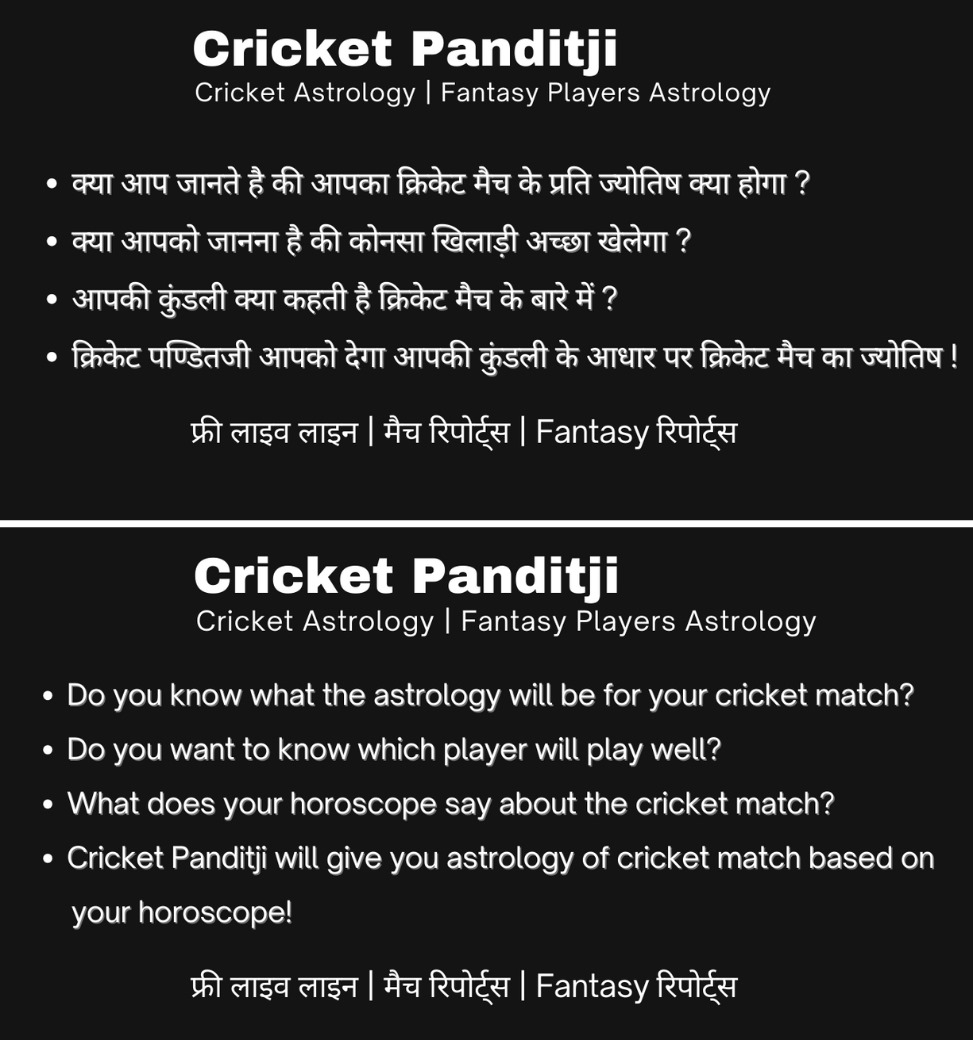 Cricket Panditji
Cricket Astrology | Fantasy Players Astrology
• क्या आप जानते है की आपका क्रिकेट मैच के प्रति ज्योतिष क्या होगा ?
• क्या आपको जानना है की कोनसा खिलाड़ी अच्छा खेलेगा ?
• आपकी कुंडली क्या कहती है क्रिकेट मैच के बारे में ?
• क्रिकेट पण्डितजी आपको देगा आपकी कुंडली के आधार पर क्रिकेट मैच का ज्योतिष !
फ्री लाइव लाइन | मैच रिपोर्ट्स | Fantasy रिपोर्ट्स
Cricket Panditji
Cricket Astrology | Fantasy Players Astrology
• Do you know what the astrology will be for your cricket match?
• Do you want to know which player will play well?
• What does your horoscope say about the cricket match?
• Cricket Panditji will give you astrology of cricket match based on
your horoscope!
फ्री लाइव लाइन | मैच रिपोर्ट्स | Fantasy रिपोर्ट्स